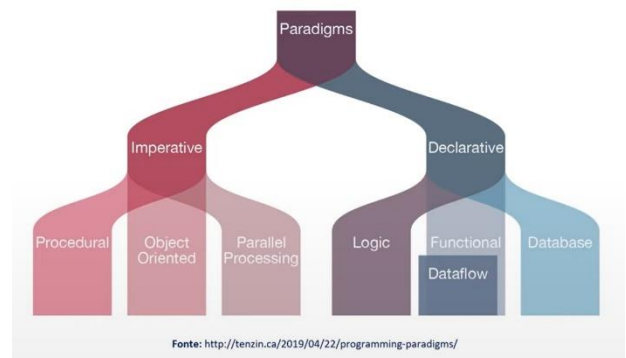 Paradigms
Imperative
Declarative
Procedural
Object
Oriented
Parallel
Processing
Logic
Functional
Database
Dataflow
Fonte: http://tenzin.ca/2019/04/22/programming-paradigms/